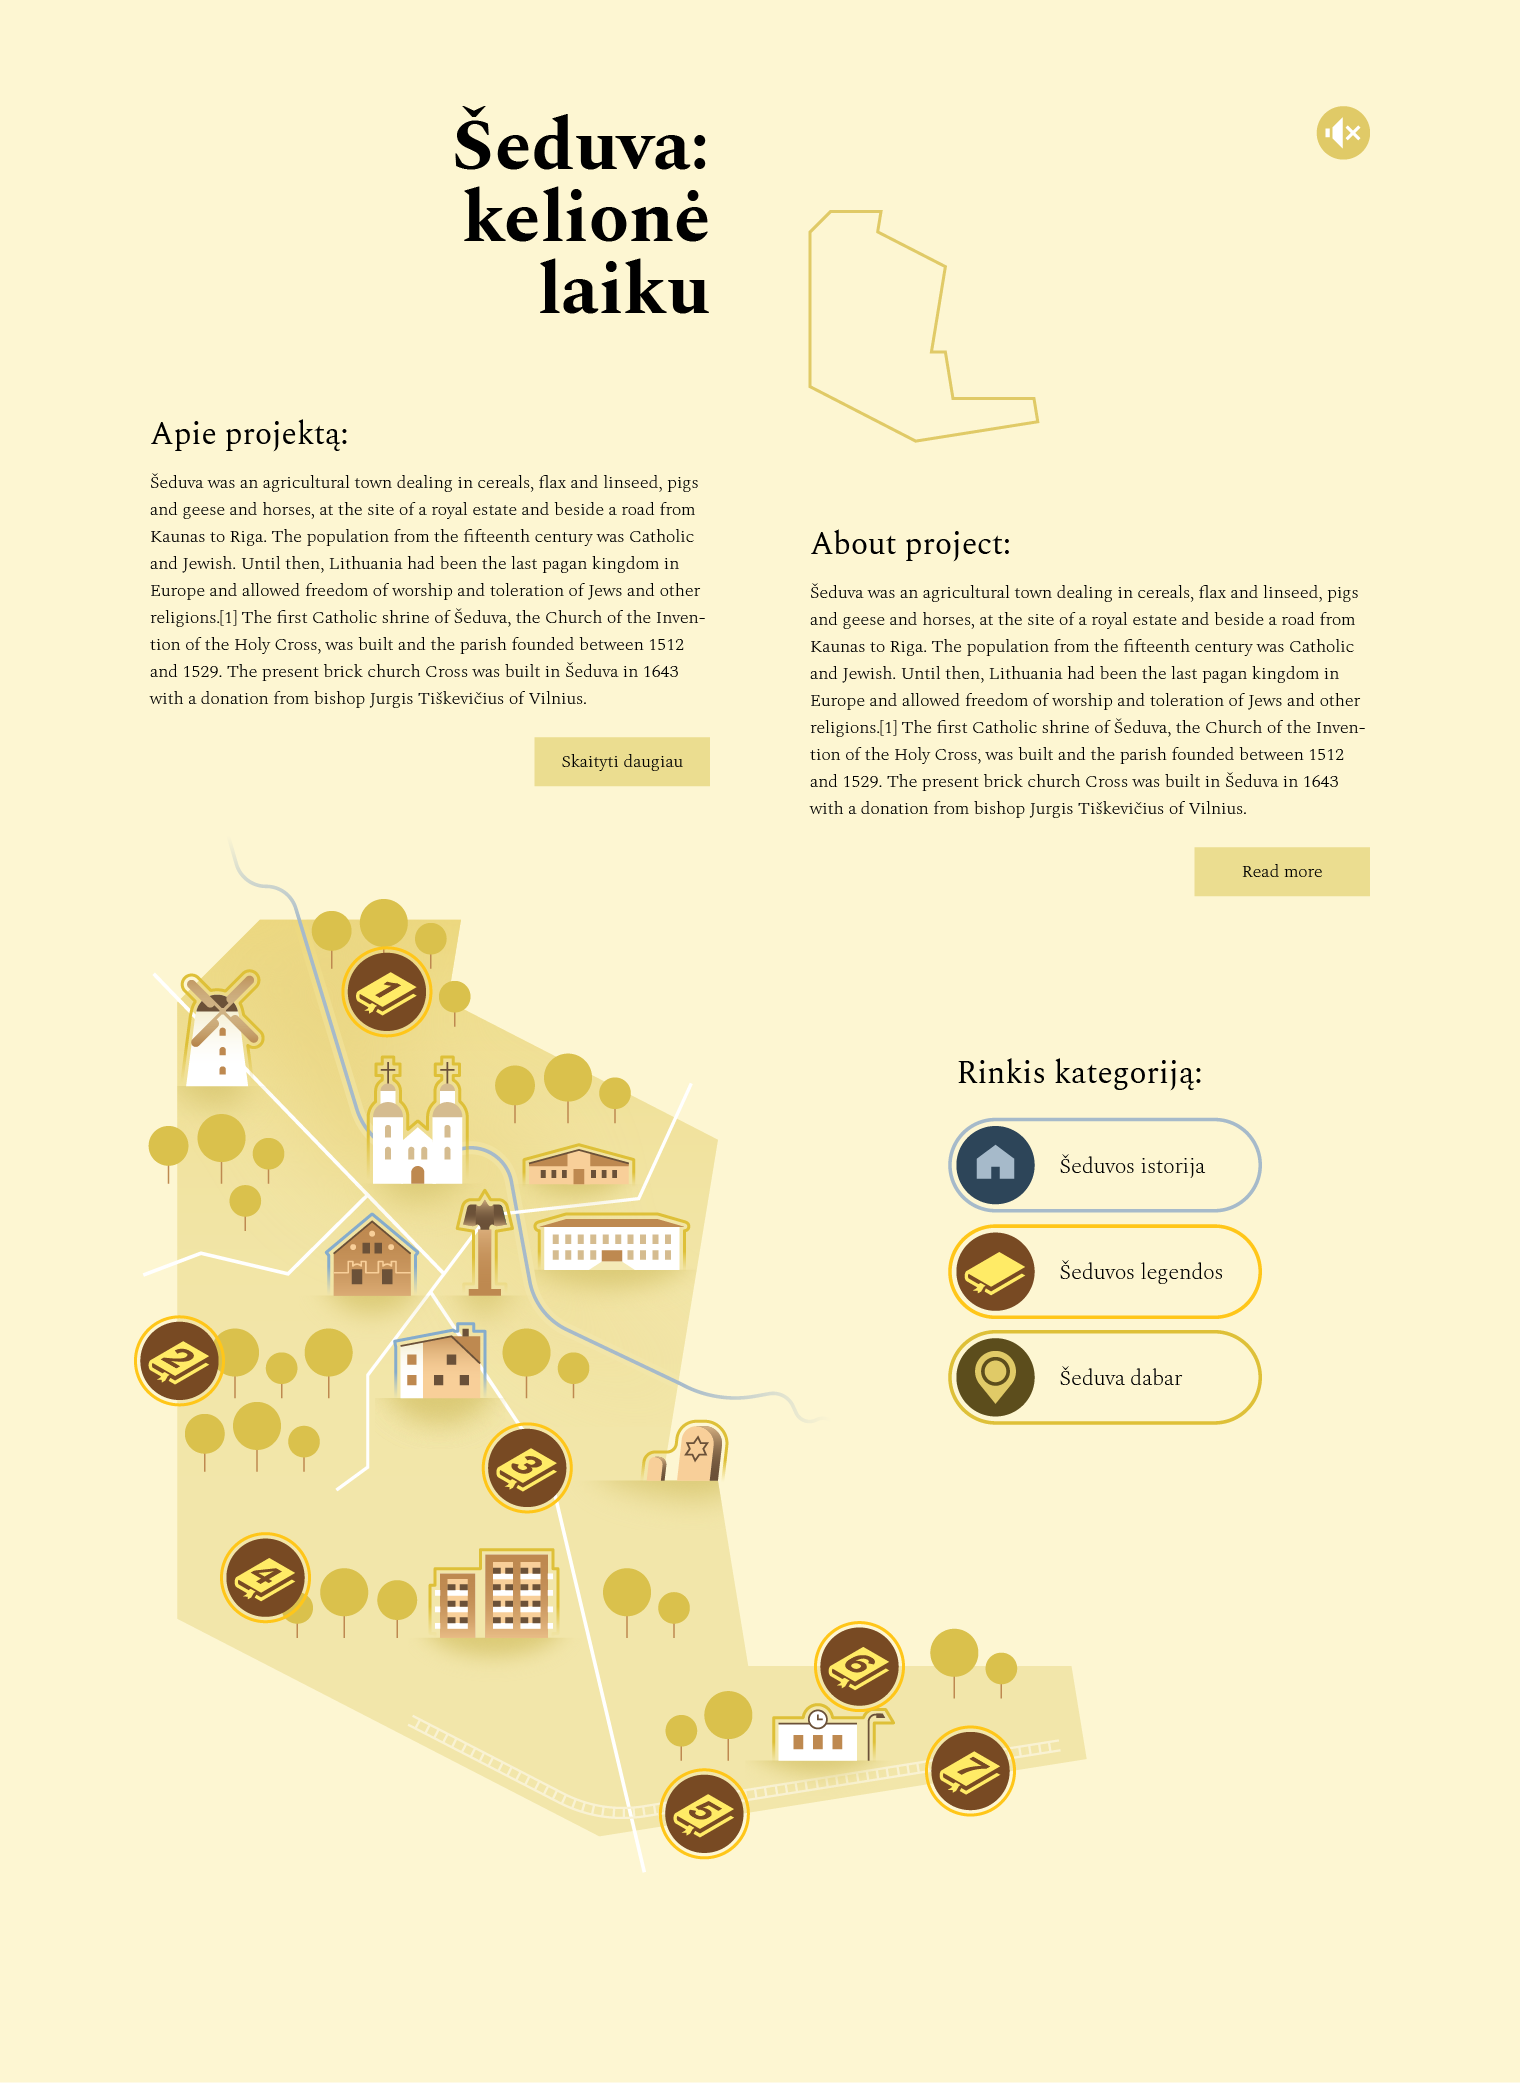 Šeduva:
kelionė
laiku
Apie projektą:
Šeduva was an agricultural town dealing in cereals, flax and linseed, pigs
and geese and horses, at the site of a royal estate and beside a road from
Kaunas to Riga. The population from the fifteenth century was Catholic
and Jewish. Until then, Lithuania had been the last pagan kingdom in
Europe and allowed freedom of worship and toleration of Jews and other
religions.[1] The first Catholic shrine of Šeduva, the Church of the Inven-
tion of the Holy Cross, was built and the parish founded between 1512
and 1529. The present brick church Cross was built in Šeduva in 1643
with a donation from bishop Jurgis Tiškevičius of Vilnius.
Skaityti daugiau
About project:
Šeduva was an agricultural town dealing in cereals, flax and linseed, pigs
and geese and horses, at the site of a royal estate and beside a road from
Kaunas to Riga. The population from the fifteenth century was Catholic
and Jewish. Until then, Lithuania had been the last pagan kingdom in
Europe and allowed freedom of worship and toleration of Jews and other
religions.[1] The first Catholic shrine of Šeduva, the Church of the Inven-
tion of the Holy Cross, was built and the parish founded between 1512
and 1529. The present brick church Cross was built in Šeduva in 1643
with a donation from bishop Jurgis Tiškevičius of Vilnius.
Read more
1
2
3
4
5
6
7
Rinkis kategoriją:
Šeduvos istorija
Šeduvos legendos
Šeduva dabar